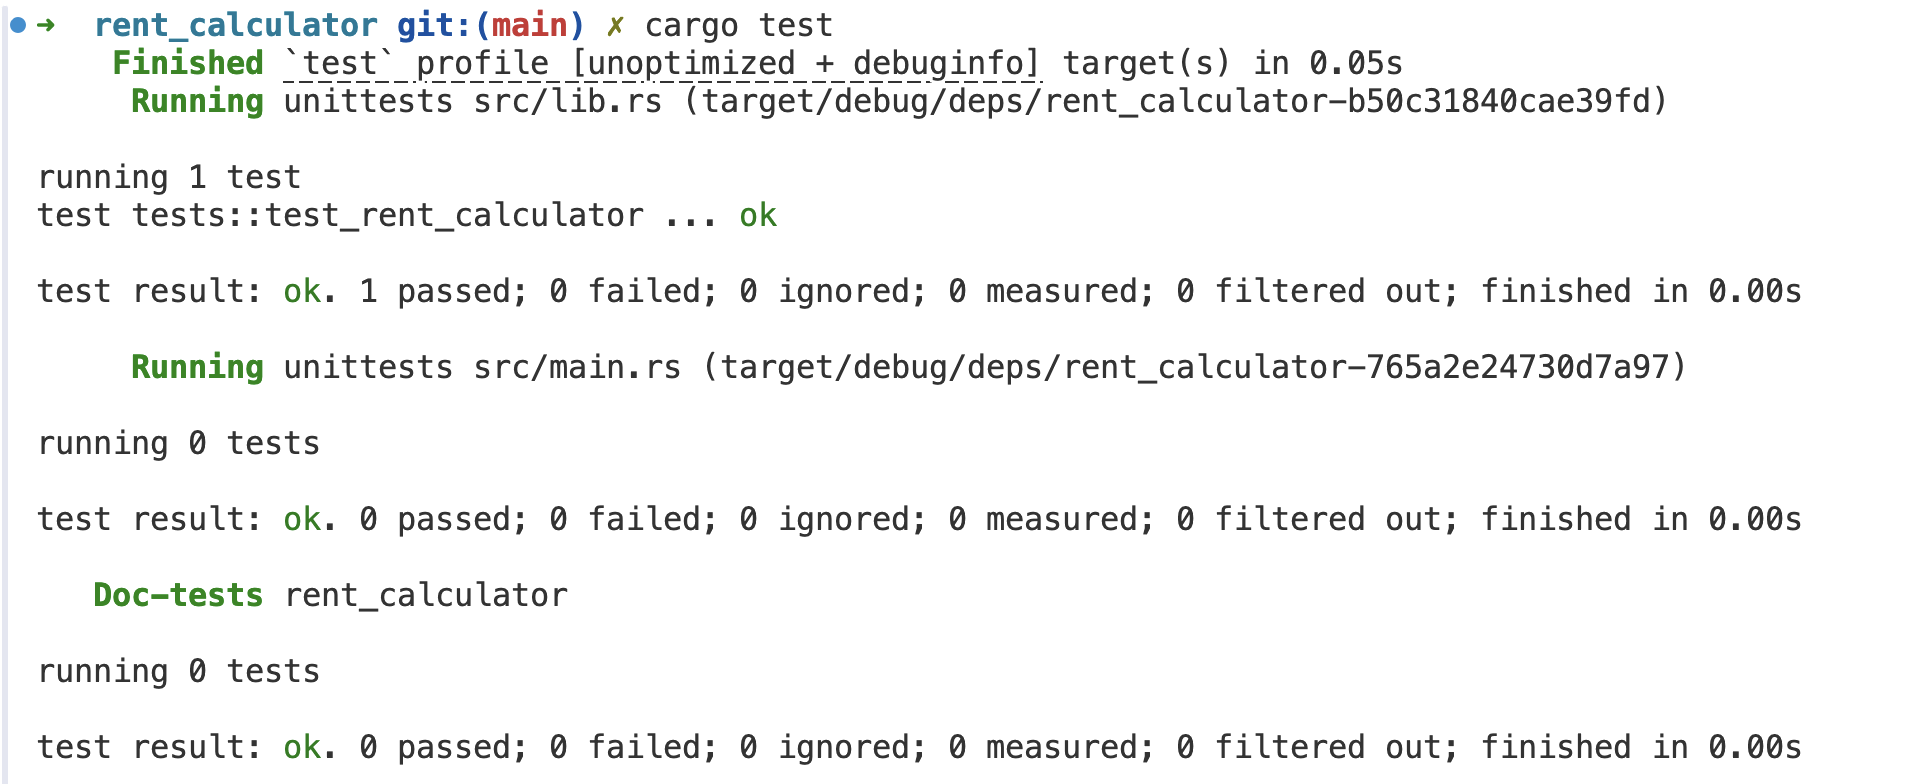 ➜  rent_calculator git:(main) ✗ cargo test
    Finished `test` profile [unoptimized + debuginfo] target(s) in 0.05s
     Running unittests src/lib.rs (target/debug/deps/rent_calculator-b50c31840cae39fd)

running 1 test
test tests::test_rent_calculator ... ok

test result: ok. 1 passed; 0 failed; 0 ignored; 0 measured; 0 filtered out; finished in 0.00s

     Running unittests src/main.rs (target/debug/deps/rent_calculator-765a2e24730d7a97)

running 0 tests

test result: ok. 0 passed; 0 failed; 0 ignored; 0 measured; 0 filtered out; finished in 0.00s

   Doc-tests rent_calculator

running 0 tests

test result: ok. 0 passed; 0 failed; 0 ignored; 0 measured; 0 filtered out; finished in 0.00s